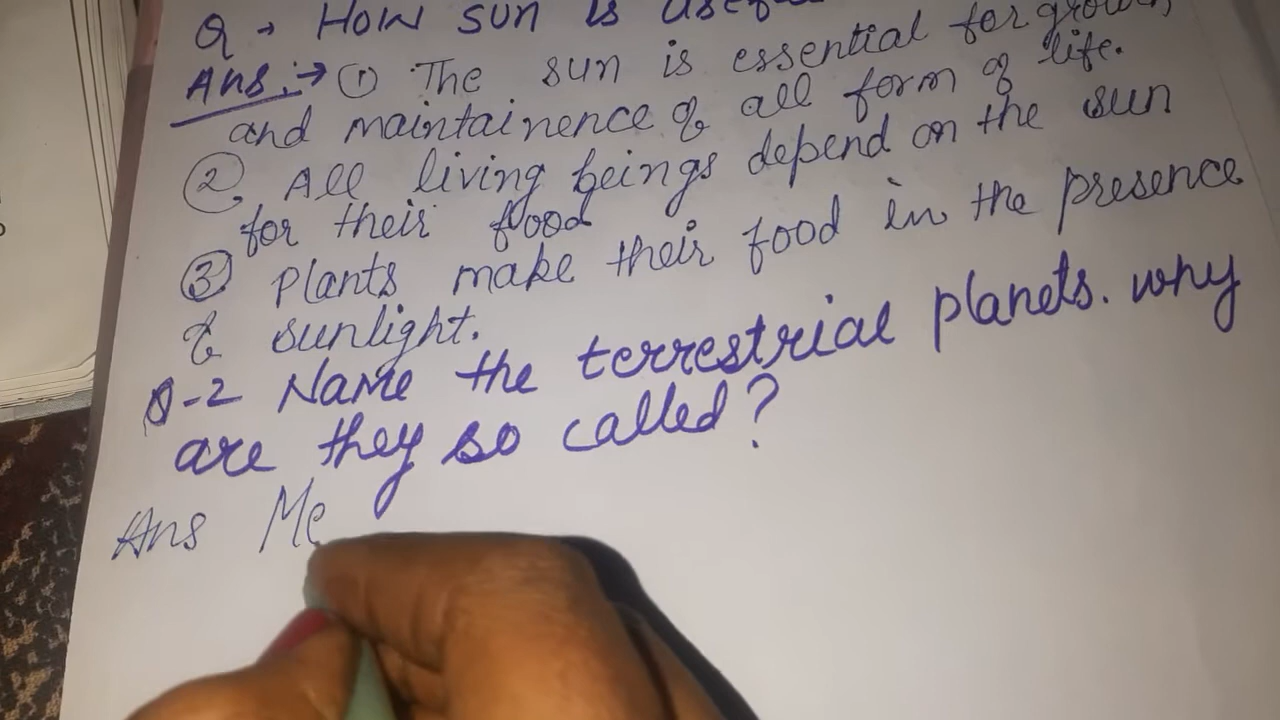 Q → How sun is
Ans :→ ① The sun is essential for
and maintainence of all form of life.
② All living beings depend on the sun
for their food
③ Plants make their food in the presence
of sunlight.
Q-2 Name the terrestrial planets. why
are they so called?
Ans Me